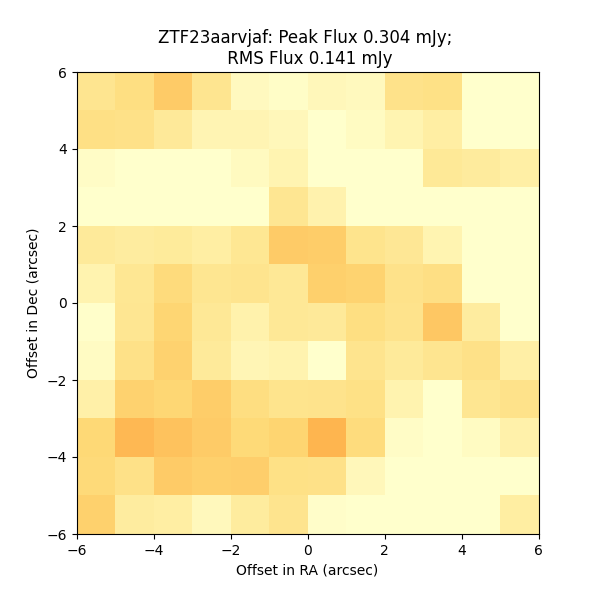 ZTF23aarvjaf: Peak Flux 0.304 mJy;
RMS Flux 0.141 mJy
6
4
2
0
−2
−4
−6
Offset in Dec (arcsec)
−6 −4 −2 0 2 4 6
Offset in RA (arcsec)